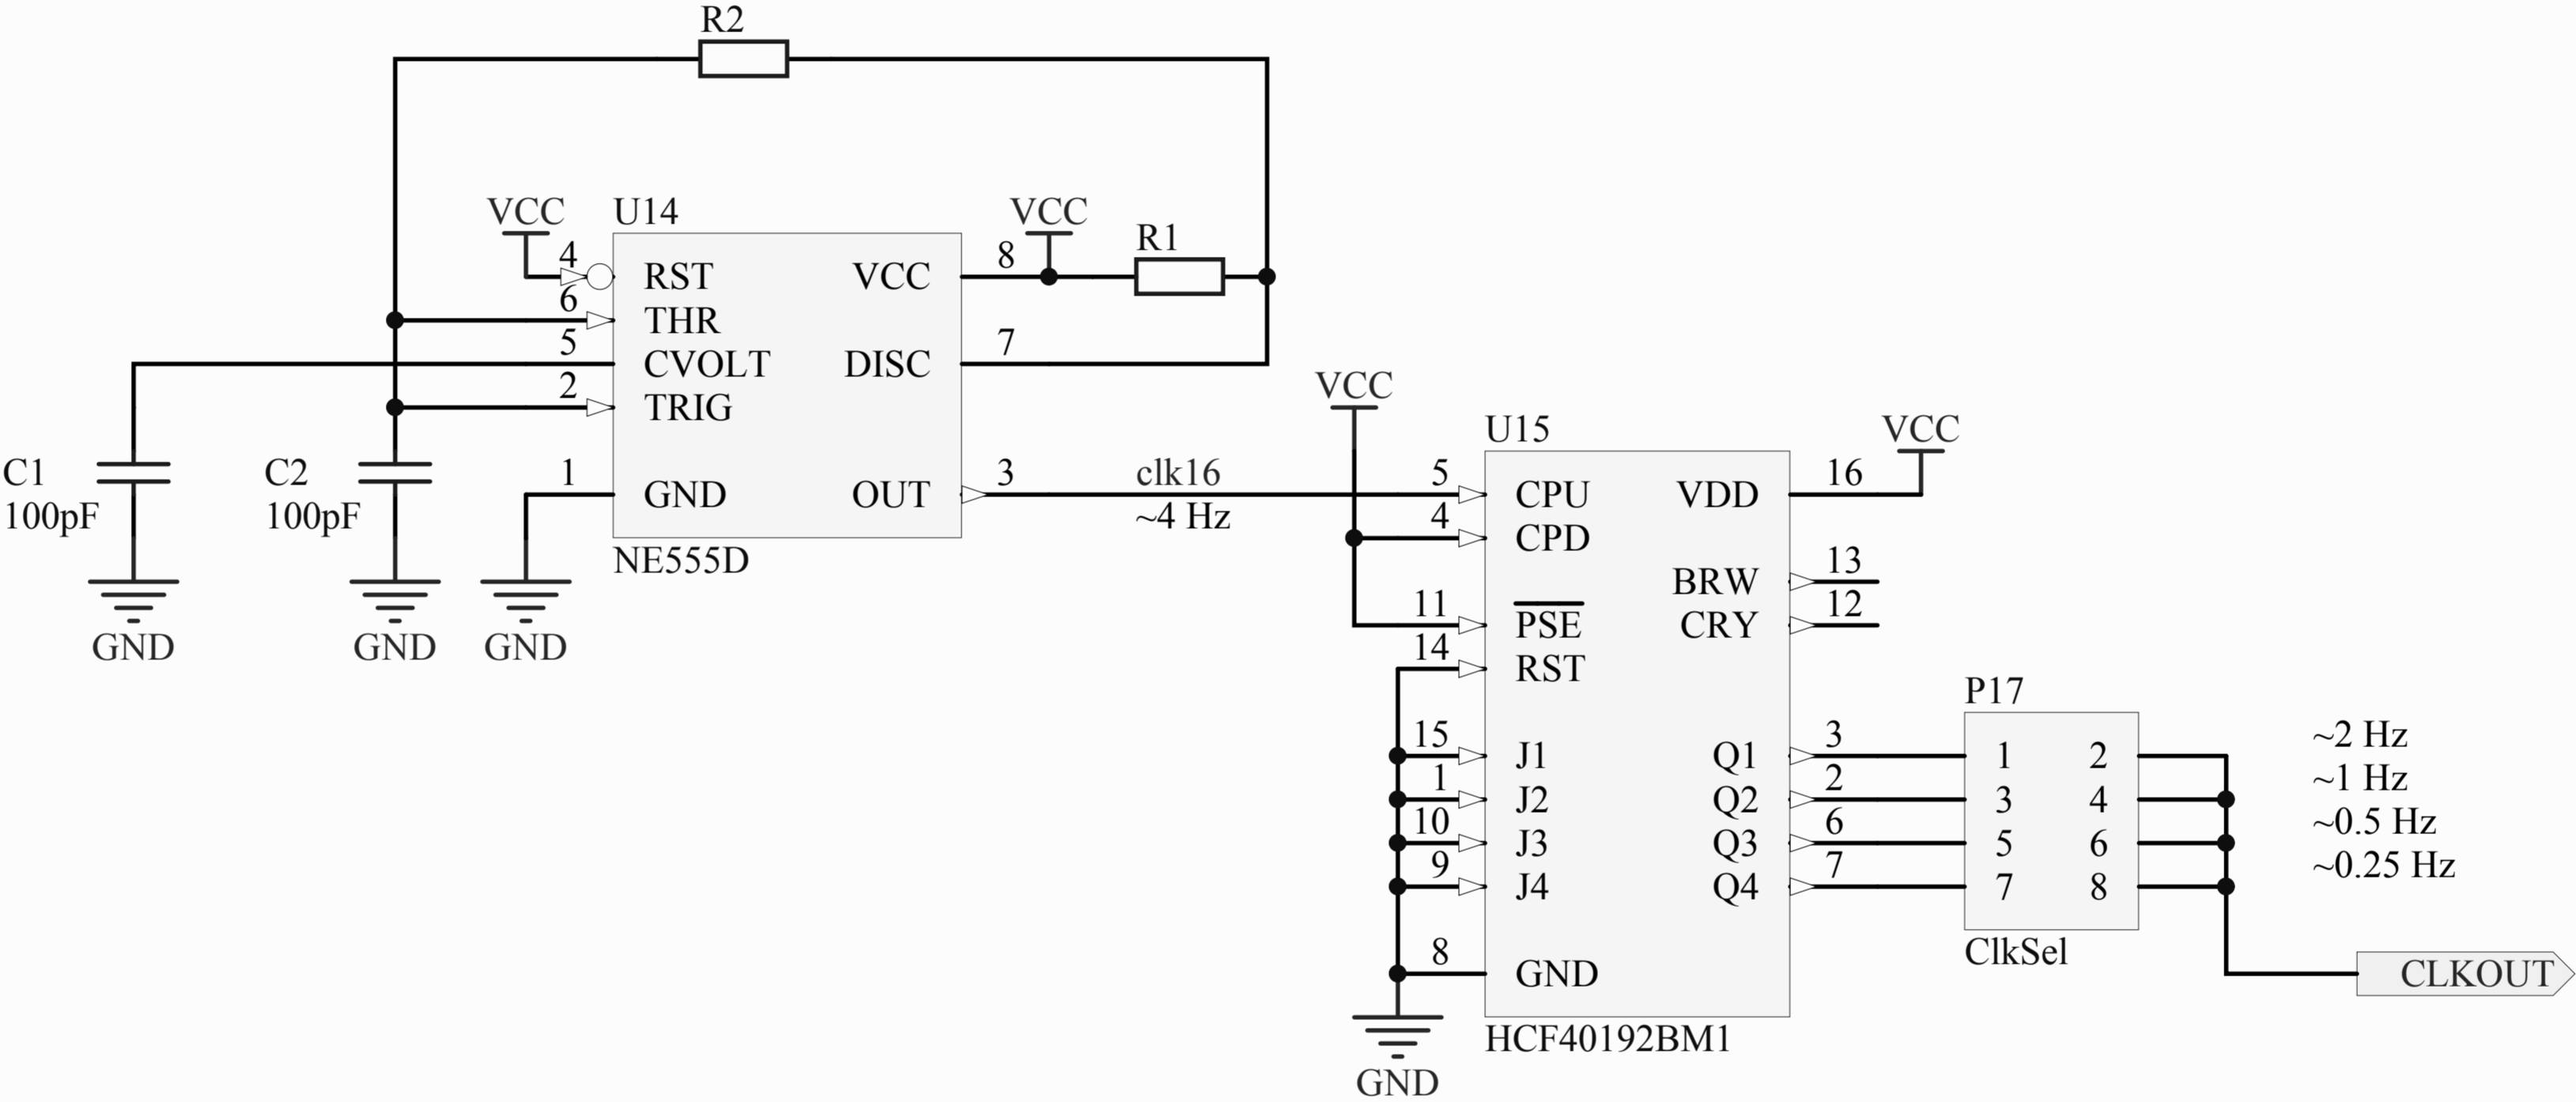 R2
VCC
U14
VCC
R1
4
RST
VCC
8
6
THR
5
CVOLT
DISC
7
2
TRIG
C1
100pF
C2
100pF
1
GND
OUT
3
clk16
~4 Hz
NE555D
GND
GND
GND
VCC
U15
VCC
5
CPU
VDD
16
4
CPD
BRW
13
11
PSE
CRY
12
14
RST
P17
15
J1
Q1
3
1
2
~2 Hz
1
J2
Q2
2
3
4
~1 Hz
10
J3
Q3
6
5
6
~0.5 Hz
9
J4
Q4
7
7
8
~0.25 Hz
ClkSel
8
GND
CLKOUT
HCF40192BM1
GND